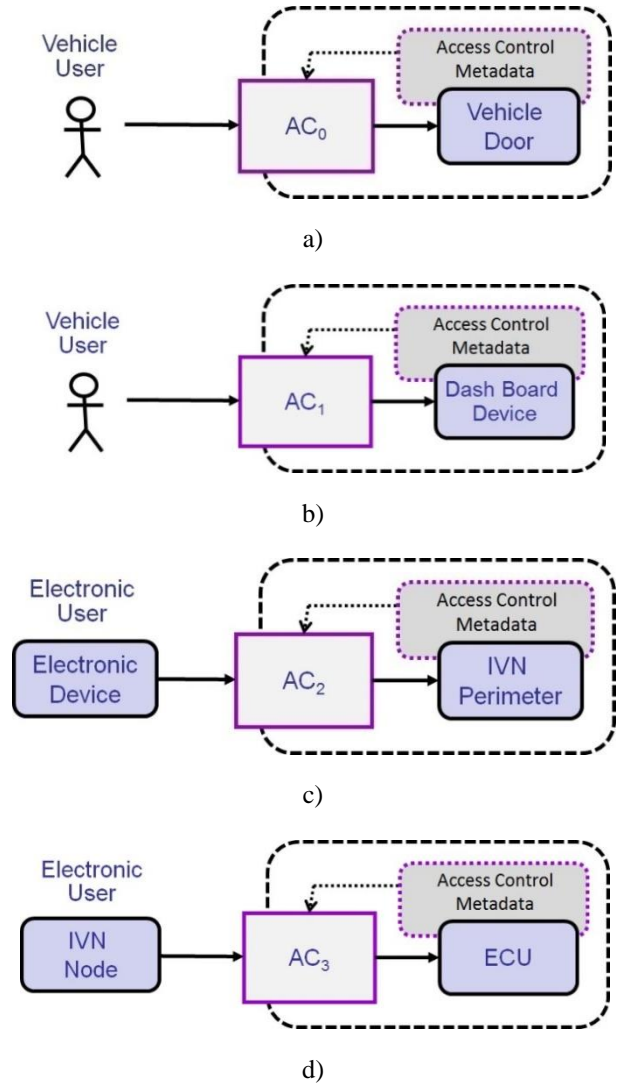 Vehicle
User
Access Control
Metadata
AC₀
Vehicle
Door
a)
Vehicle
User
Access Control
Metadata
AC₁
Dash Board
Device
b)
Electronic
User
Electronic
Device
Access Control
Metadata
AC₂
IVN
Perimeter
c)
Electronic
User
IVN
Node
Access Control
Metadata
AC₃
ECU
d)